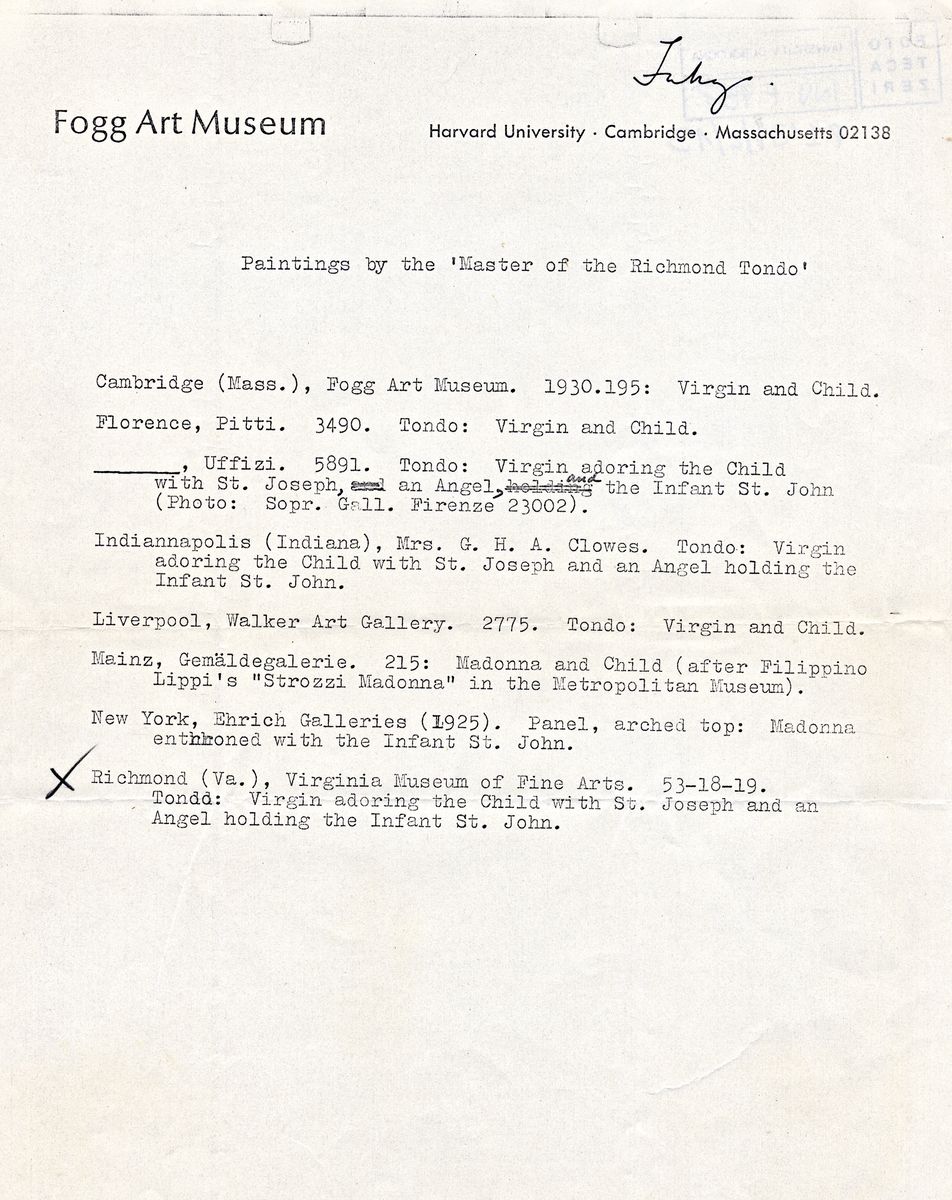 Fahy.
Fogg Art Museum
Harvard University · Cambridge · Massachusetts 02138
Paintings by the 'Master of the Richmond Tondo'
Cambridge (Mass.), Fogg Art Museum. 1930.195: Virgin and Child.
Florence, Pitti. 3490. Tondo: Virgin and Child.
_______, Uffizi. 5891. Tondo: Virgin adoring the Child
with St. Joseph, and an Angel, holding and the Infant St. John
(Photo: Sopr. Gall. Firenze 23002).
Indiannapolis (Indiana), Mrs. G. H. A. Clowes. Tondo: Virgin
adoring the Child with St. Joseph and an Angel holding the
Infant St. John.
Liverpool, Walker Art Gallery. 2775. Tondo: Virgin and Child.
Mainz, Gemäldegalerie. 215: Madonna and Child (after Filippino
Lippi's "Strozzi Madonna" in the Metropolitan Museum).
New York, Ehrich Galleries (1925). Panel, arched top: Madonna
enthroned with the Infant St. John.
X Richmond (Va.), Virginia Museum of Fine Arts. 53-18-19.
Tondd: Virgin adoring the Child with St. Joseph and an
Angel holding the Infant St. John.
FOTO
TECA
ZERI